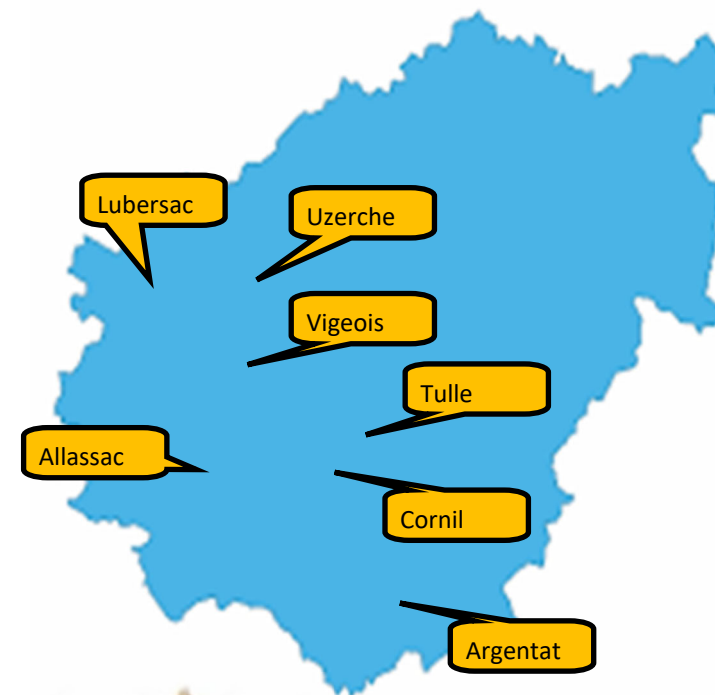 Lubersac
Uzerche
Vigeois
Tulle
Allassac
Cornil
Argentat